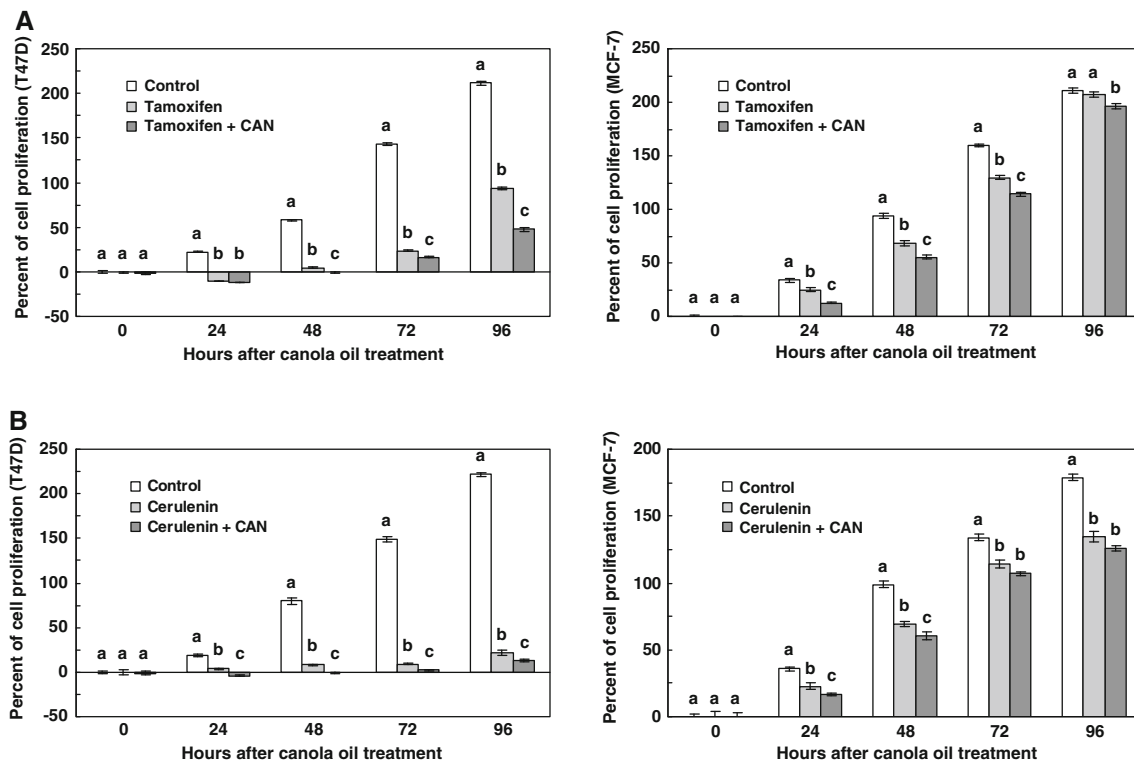 A
Percent of cell proliferation (T47D)
250
200
150
100
50
0
-50
Control
Tamoxifen
Tamoxifen + CAN
a a a
a b b
a b c
a b c
a b c
0 24 48 72 96
Hours after canola oil treatment
Percent of cell proliferation (MCF-7)
250
200
150
100
50
0
Control
Tamoxifen
Tamoxifen + CAN
a a a
a b c
a b c
a b c
a a b
0 24 48 72 96
Hours after canola oil treatment
B
Percent of cell proliferation (T47D)
250
200
150
100
50
0
-50
Control
Cerulenin
Cerulenin + CAN
a a a
a b c
a b c
a b c
a b c
0 24 48 72 96
Hours after canola oil treatment
Percent of cell proliferation (MCF-7)
200
150
100
50
0
Control
Cerulenin
Cerulenin + CAN
a a a
a b c
a b c
a b b
a b b
0 24 48 72 96
Hours after canola oil treatment